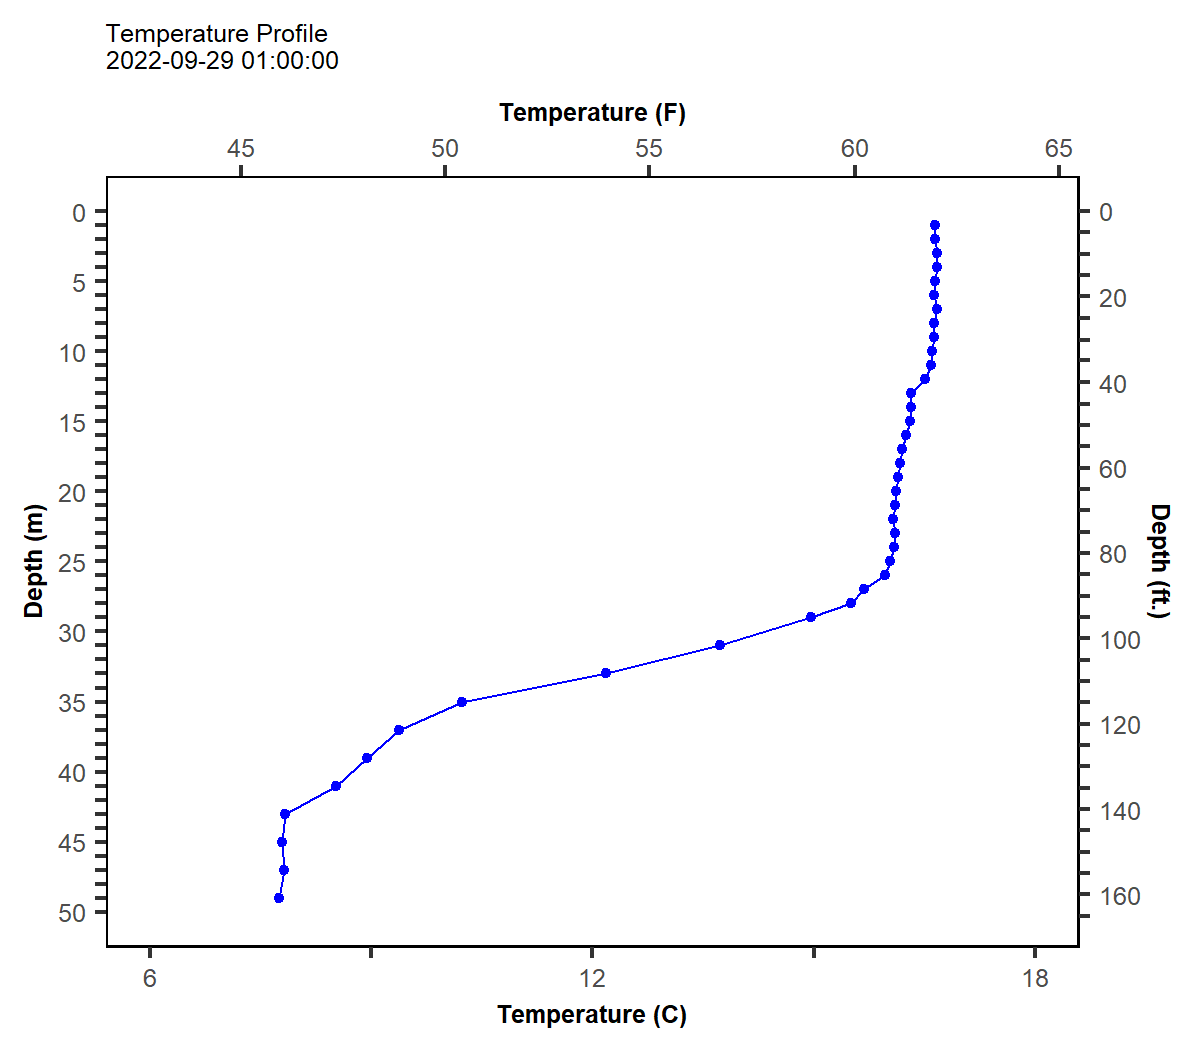 Temperature Profile
2022-09-29 01:00:00
Temperature (F)
45 50 55 60 65
0 0
5 20
10 40
15 60
20 80
25 100
30 120
35 140
40 160
45
50
Depth (m)
Depth (ft.)
6 12 18
Temperature (C)